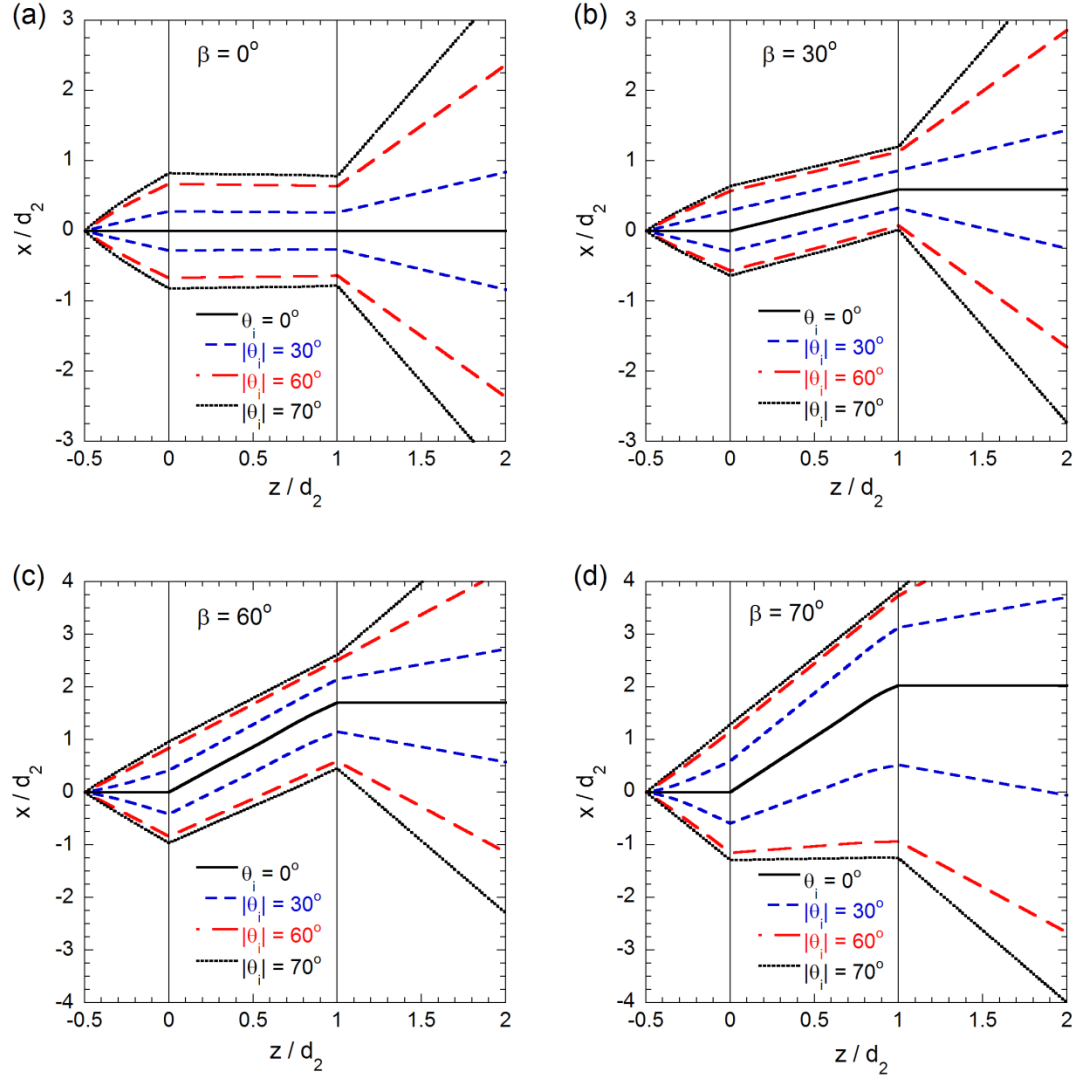 (a)
β = 0°
3
2
1
0
-1
-2
-3
x / d₂
θᵢ = 0°
|θᵢ| = 30°
|θᵢ| = 60°
|θᵢ| = 70°
-0.5 0 0.5 1 1.5 2
z / d₂
(b)
β = 30°
3
2
1
0
-1
-2
-3
x / d₂
θᵢ = 0°
|θᵢ| = 30°
|θᵢ| = 60°
|θᵢ| = 70°
-0.5 0 0.5 1 1.5 2
z / d₂
(c)
β = 60°
4
3
2
1
0
-1
-2
-3
-4
x / d₂
θᵢ = 0°
|θᵢ| = 30°
|θᵢ| = 60°
|θᵢ| = 70°
-0.5 0 0.5 1 1.5 2
z / d₂
(d)
β = 70°
4
3
2
1
0
-1
-2
-3
-4
x / d₂
θᵢ = 0°
|θᵢ| = 30°
|θᵢ| = 60°
|θᵢ| = 70°
-0.5 0 0.5 1 1.5 2
z / d₂